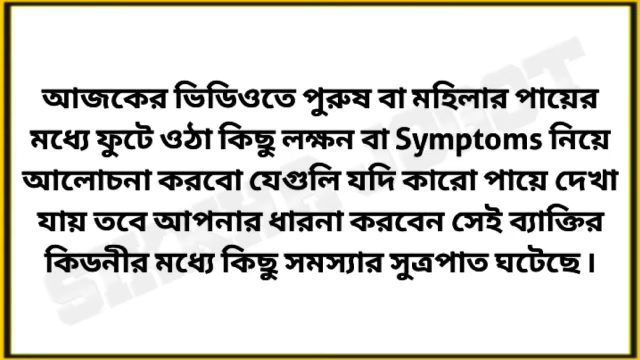 আজকের ভিডিওতে পুরুষ বা মহিলার পায়ের
মধ্যে ফুটে ওঠা কিছু লক্ষন বা Symptoms নিয়ে
আলোচনা করবো যেগুলি যদি কারো পায়ে দেখা
যায় তবে আপনার ধারনা করবেন সেই ব্যাক্তির
কিডনীর মধ্যে কিছু সমস্যার সুত্রপাত ঘটেছে ।